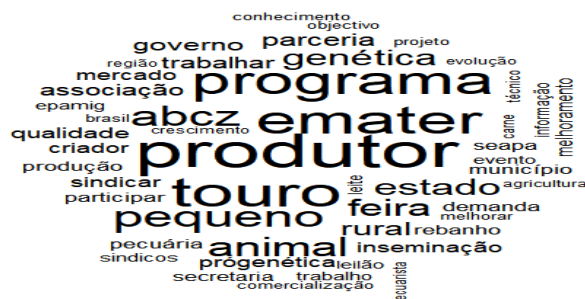 conhecimento
objectivo
governo parceria projeto
região trabalhar genética evolução
mercado programa técnico
associação
epamig abcz emater carne informação melhoramento
brasil
qualidade crescimento
criador produtor seapa
evento
produção município
sindicar touro leite estado agricultura
participar
pequeno feira demanda
melhorar
rural rebanho
pecuária animal inseminação
sindicos
progenética leilão
secretaria trabalho
comercialização
ecuarista